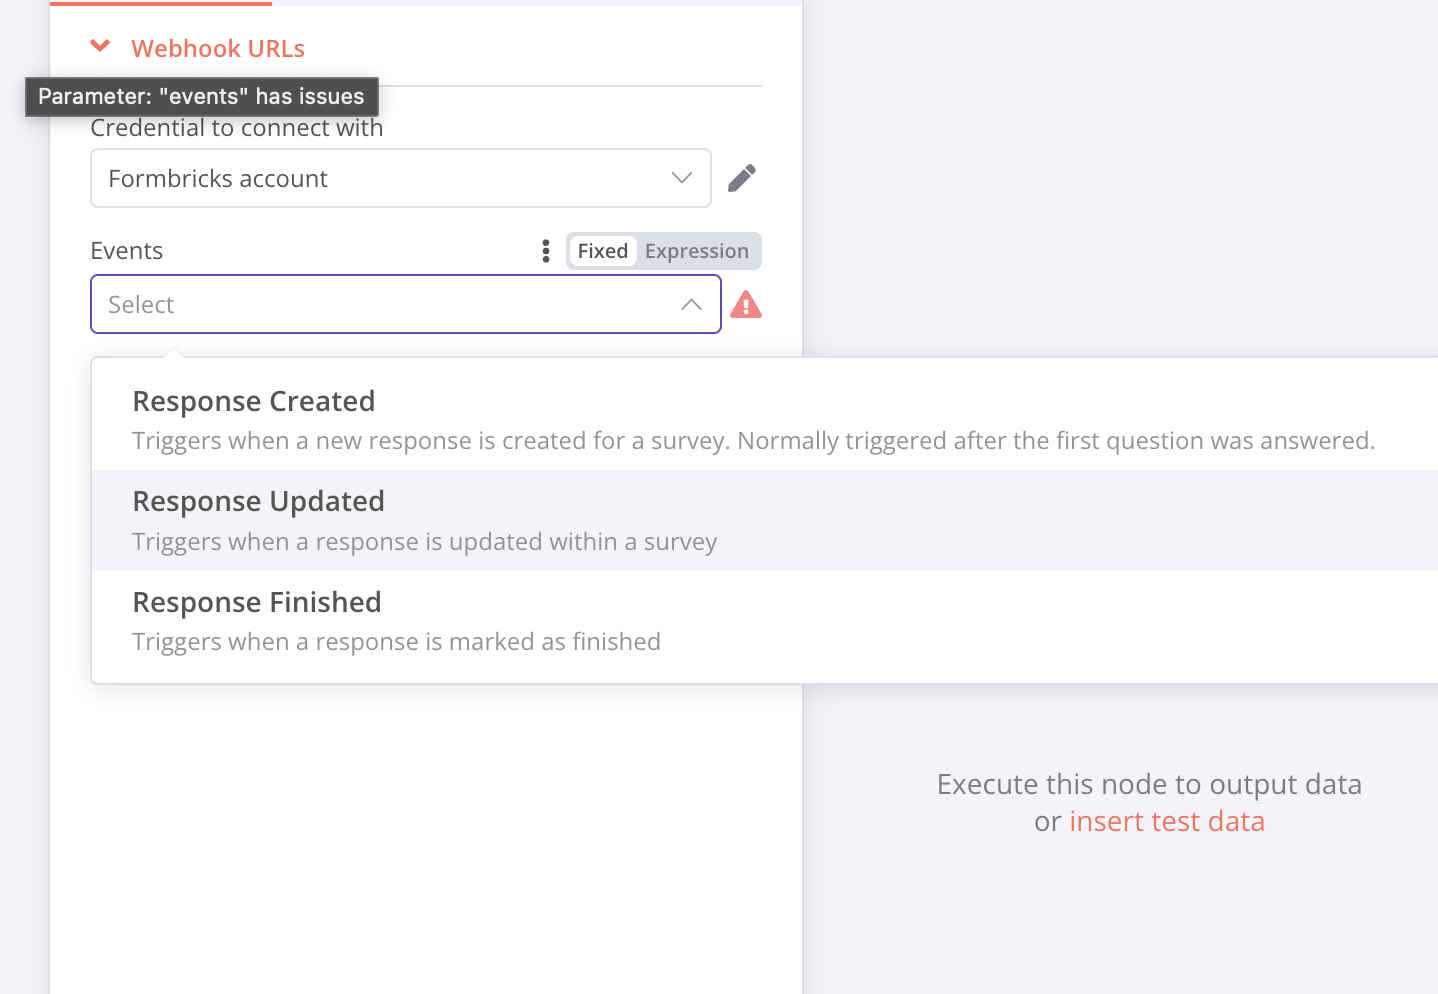 Webhook URLs
Parameter: "events" has issues
Credential to connect with
Formbricks account
Events
Fixed Expression
Select
Response Created
Triggers when a new response is created for a survey. Normally triggered after the first question was answered.
Response Updated
Triggers when a response is updated within a survey
Response Finished
Triggers when a response is marked as finished
Execute this node to output data
or insert test data